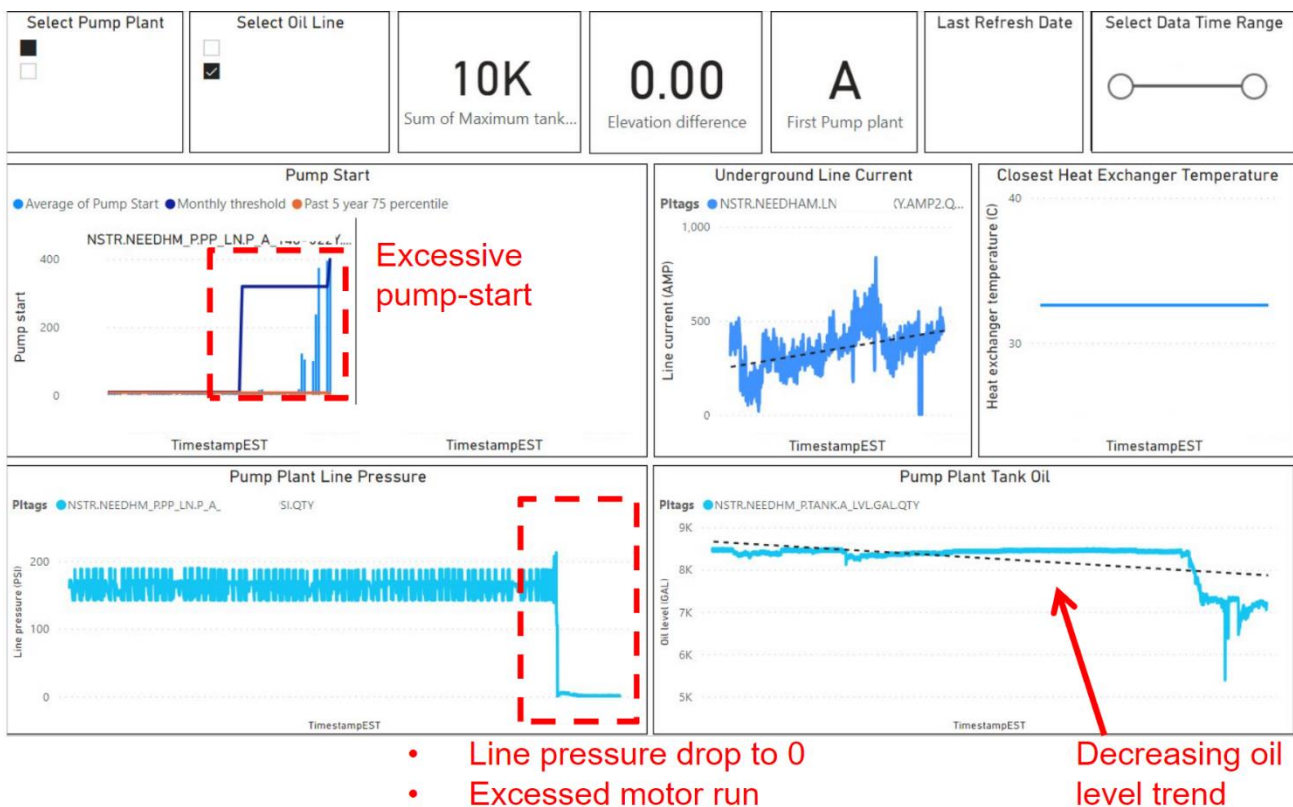 Select Pump Plant
Select Oil Line
10K
Sum of Maximum tank...
0.00
Elevation difference
A
First Pump plant
Last Refresh Date
Select Data Time Range
Pump Start
Average of Pump Start Monthly threshold Past 5 year 75 percentile
400
200
0
Pump start
TimestampEST
TimestampEST
Excessive
pump-start
Underground Line Current
PItags NSTR.NEEDHAM.LN (Y.AMP2.Q...
1,000
500
0
Line current (AMP)
TimestampEST
Closest Heat Exchanger Temperature
40
30
Heat exchanger temperature (C)
TimestampEST
Pump Plant Line Pressure
PItags NSTR.NEEDHM_P.PP_LN.P_A_ SI.QTY
200
100
0
Line pressure (PSI)
TimestampEST
Pump Plant Tank Oil
PItags NSTR.NEEDHM_P.TANK.A_LVL.GAL.QTY
9K
8K
7K
6K
5K
Oil level (GAL)
TimestampEST
• Line pressure drop to 0
• Excessed motor run
Decreasing oil
level trend